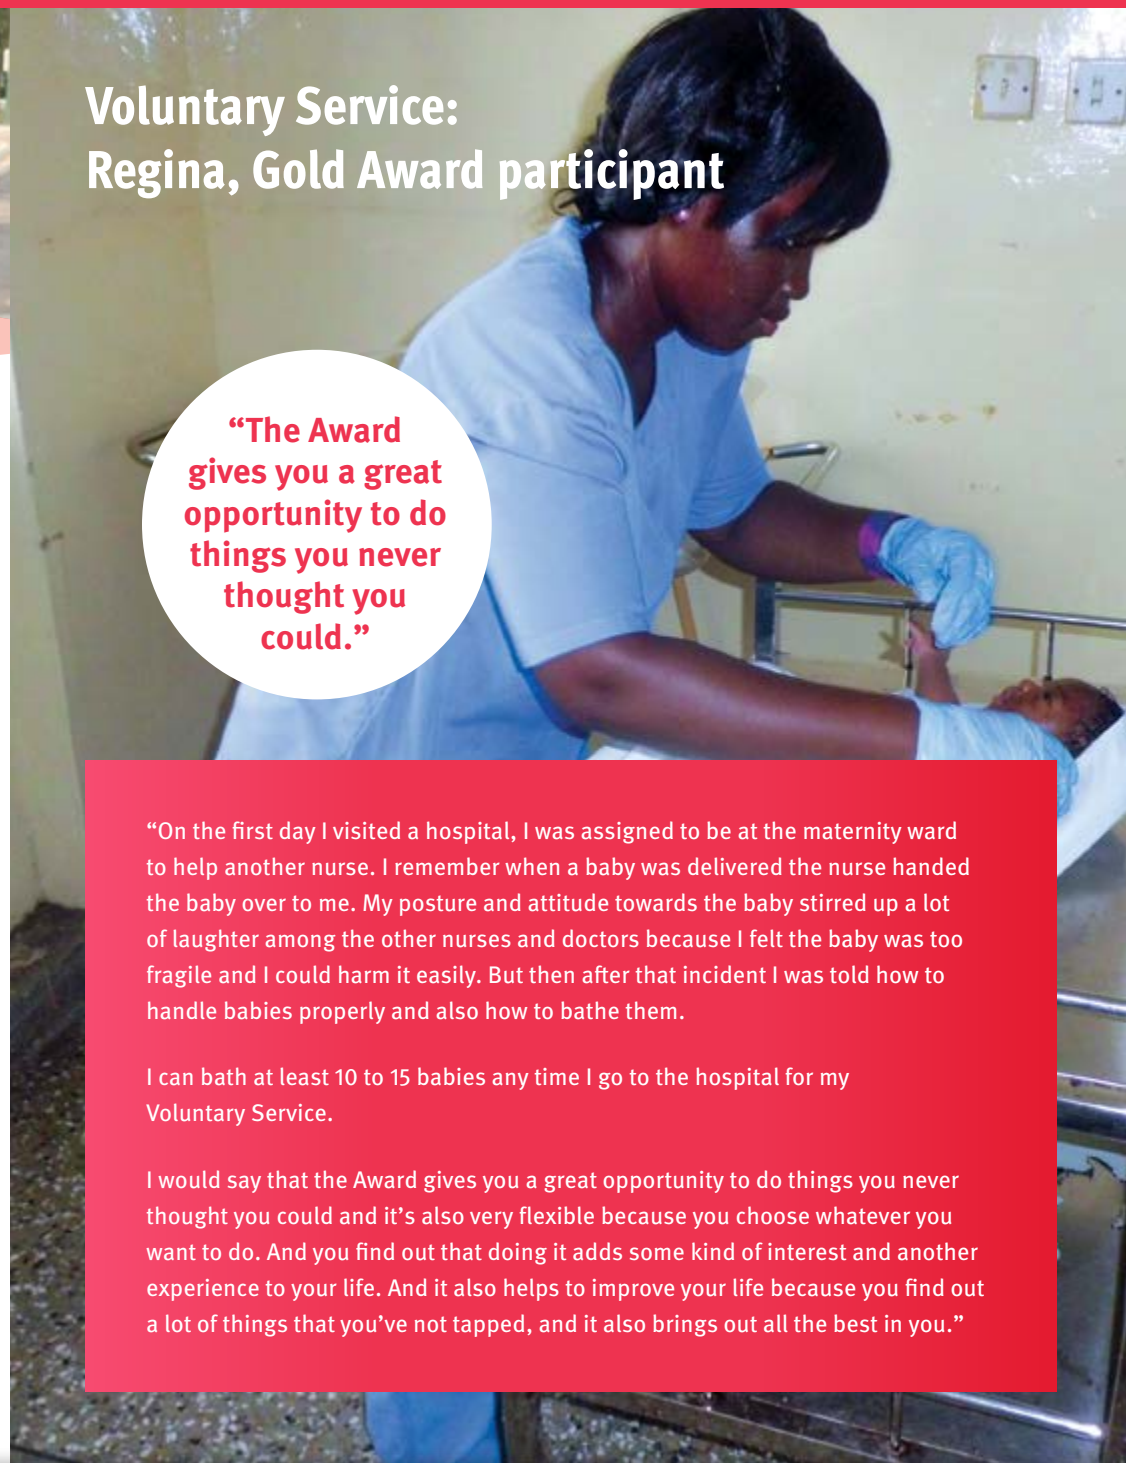 Voluntary Service:
Regina, Gold Award participant
“The Award
gives you a great
opportunity to do
things you never
thought you
could.”
“On the first day I visited a hospital, I was assigned to be at the maternity ward
to help another nurse. I remember when a baby was delivered the nurse handed
the baby over to me. My posture and attitude towards the baby stirred up a lot
of laughter among the other nurses and doctors because I felt the baby was too
fragile and I could harm it easily. But then after that incident I was told how to
handle babies properly and also how to bathe them.
I can bath at least 10 to 15 babies any time I go to the hospital for my
Voluntary Service.
I would say that the Award gives you a great opportunity to do things you never
thought you could and it’s also very flexible because you choose whatever you
want to do. And you find out that doing it adds some kind of interest and another
experience to your life. And it also helps to improve your life because you find out
a lot of things that you’ve not tapped, and it also brings out all the best in you.”